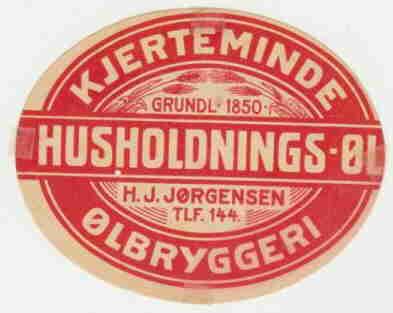 KJERTEMINDE
GRUNDL. 1850.
HUSHOLDNINGS-ØL
H. J. JØRGENSEN
TLF. 144.
ØLBRYGGERI